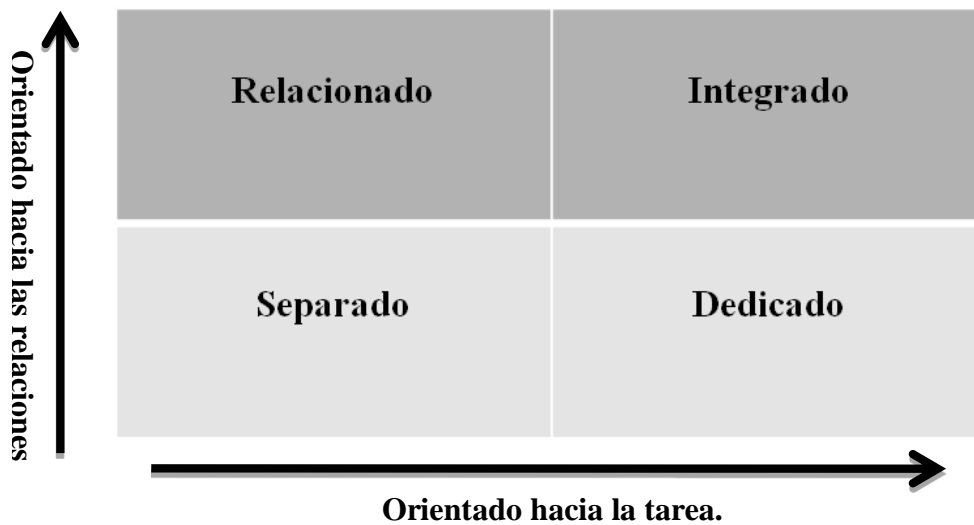 Orientado hacia las relaciones
Relacionado
Integrado
Separado
Dedicado
Orientado hacia la tarea.